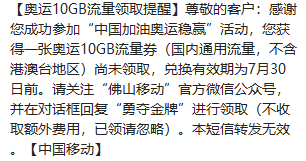 【奥运10GB流量领取提醒】尊敬的客户：感谢
您成功参加“中国加油奥运稳赢”活动，您获
得一张奥运10GB流量券（国内通用流量，不含
港澳台地区）尚未领取，兑换有效期为7月30
日前。请关注“佛山移动”官方微信公众号，
并在对话框回复“勇夺金牌”进行领取（不收
取额外费用，已领请忽略）。本短信转发无效
。【中国移动】